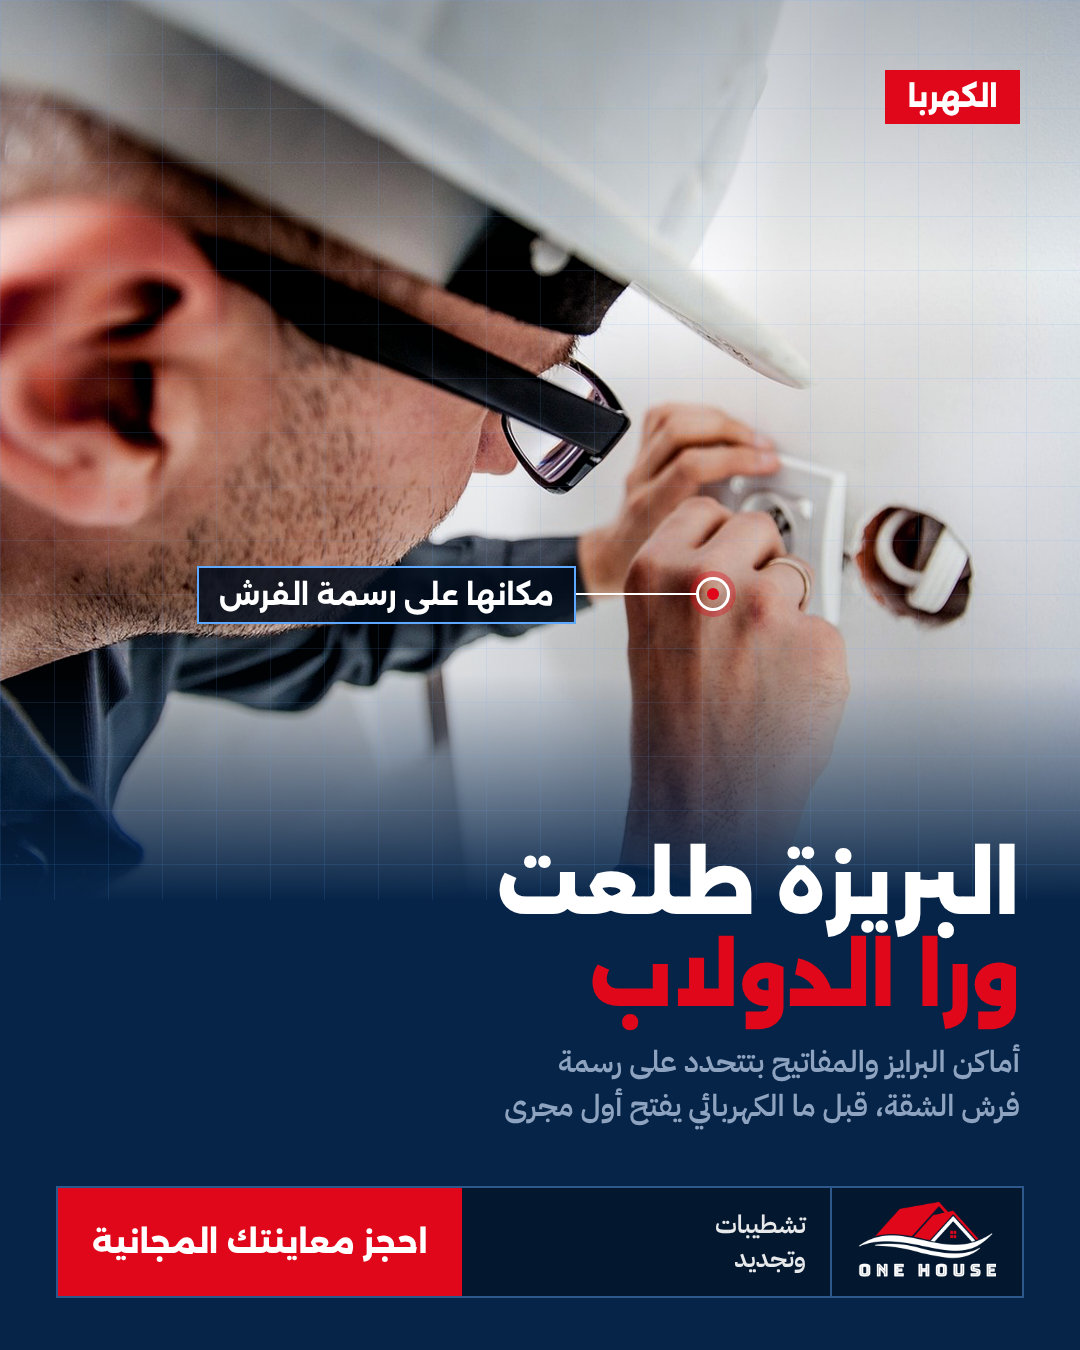 الكهربا
مكانها على رسمة الفرش
البريزة طلعت
ورا الدولاب
أماكن البرايز والمفاتيح بتتحدد على رسمة
فرش الشقة، قبل ما الكهربائي يفتح أول مجرى
ONE HOUSE
تشطيبات
وتجديد
احجز معاينتك المجانية